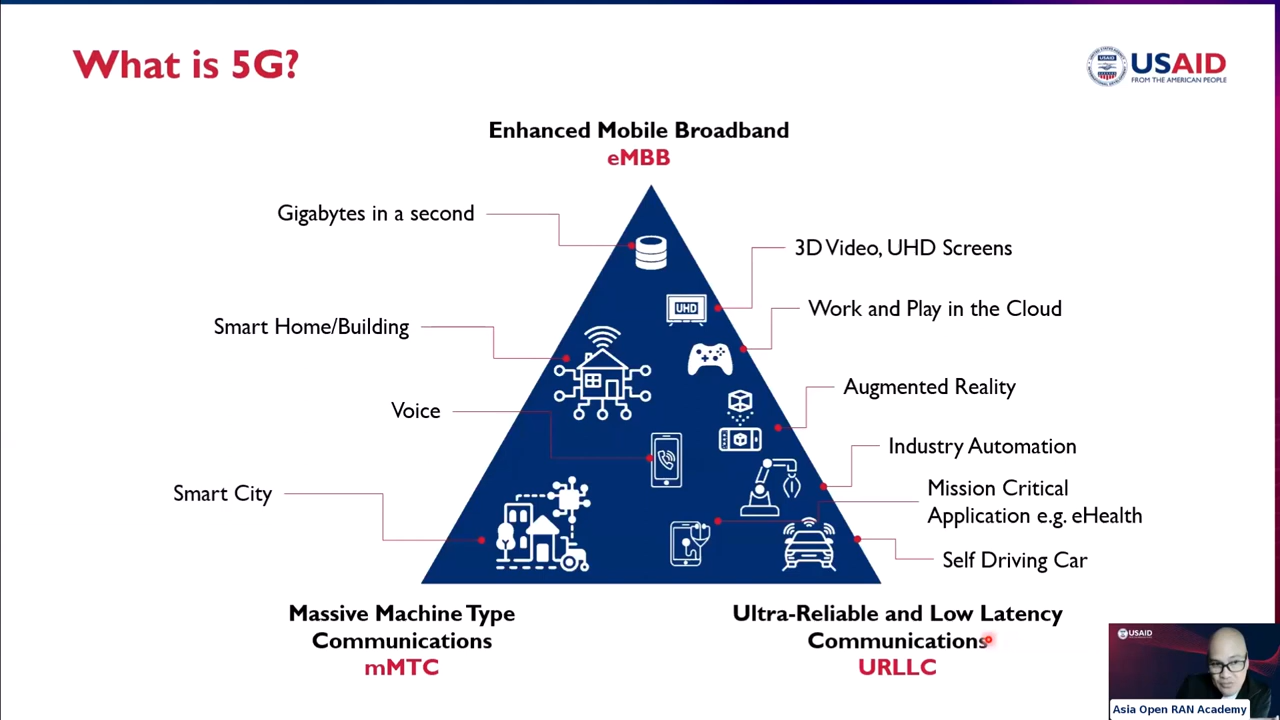 What is 5G?
USAID
FROM THE AMERICAN PEOPLE
Enhanced Mobile Broadband
eMBB
Gigabytes in a second
3D Video, UHD Screens
UHD
Work and Play in the Cloud
Smart Home/Building
Augmented Reality
Voice
Industry Automation
Smart City
Mission Critical
Application e.g. eHealth
Self Driving Car
Massive Machine Type
Communications
mMTC
Ultra-Reliable and Low Latency
Communications
URLLC
USAID
Asia Open RAN Academy